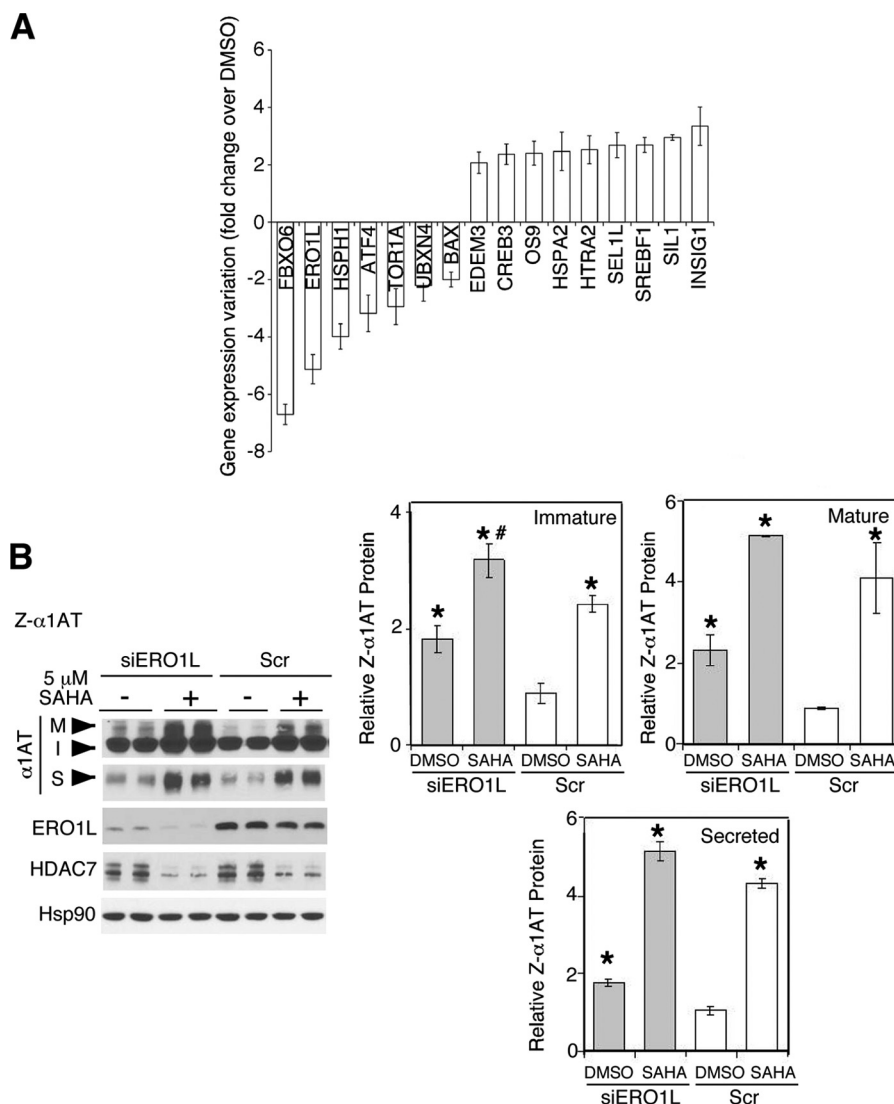 A
Gene expression variation (fold change over DMSO)
6
4
2
0
-2
-4
-6
-8
FBXO6
ERO1L
HSPH1
ATF4
TOR1A
UBXN4
BAX
EDEM3
CREB3
OS9
HSPA2
HTRA2
SEL1L
SREBF1
SIL1
INSIG1
B
Z-α1AT
siERO1L Scr
5 μM
SAHA - + - +
α1AT
M
I
S
ERO1L
HDAC7
Hsp90
Immature
Relative Z-α1AT Protein
4
2
0
* * # *
DMSO SAHA DMSO SAHA
siERO1L Scr
Mature
Relative Z-α1AT Protein
6
4
2
0
* * *
DMSO SAHA DMSO SAHA
siERO1L Scr
Secreted
Relative Z-α1AT Protein
6
4
2
0
* * *
DMSO SAHA DMSO SAHA
siERO1L Scr